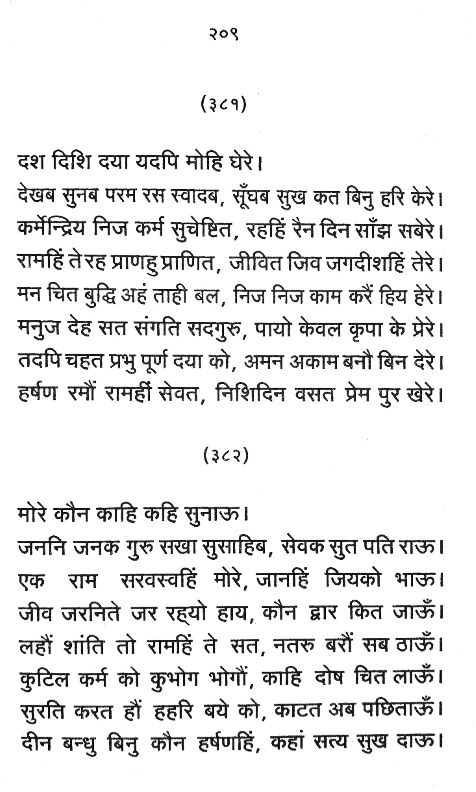 २०९
(३८१)
दश दिशि दया यदपि मोहि घेरे।
देखब सुनब परम रस स्वादब, सूँघब सुख कत बिनु हरि केरे।
कर्मेन्द्रिय निज कर्म सुचेष्टित, रहहिं रैन दिन साँझ सबेरे।
रामहिं ते रह प्राणहु प्राणित, जीवित जिव जगदीशहिं तेरे।
मन चित बुद्धि अहं ताही बल, निज निज काम करैं हिय हेरे।
मनुज देह सत संगति सदगुरु, पायो केवल कृपा के प्रेरे।
तदपि चहत प्रभु पूर्ण दया को, अमन अकाम बनौ बिन देरे।
हर्षण रमौं रामहीं सेवत, निशिदिन वसत प्रेम पुर खेरे।
(३८२)
मोरे कौन काहि कहि सुनाऊ।
जननि जनक गुरु सखा सुसाहिब, सेवक सुत पति राऊ।
एक राम सरवस्वहिं मोरे, जानहिं जियको भाऊ।
जीव जरनिते जर रह्यो हाय, कौन द्वार कित जाऊँ।
लहौं शांति तो रामहिं ते सत, नतरु बरौं सब ठाऊँ।
कुटिल कर्म को कुभोग भोगौं, काहि दोष चित लाऊँ।
सुरति करत हौं हहरि बये को, काटत अब पछिताऊँ।
दीन बन्धु बिनु कौन हर्षणहिं, कहां सत्य सुख दाऊ।